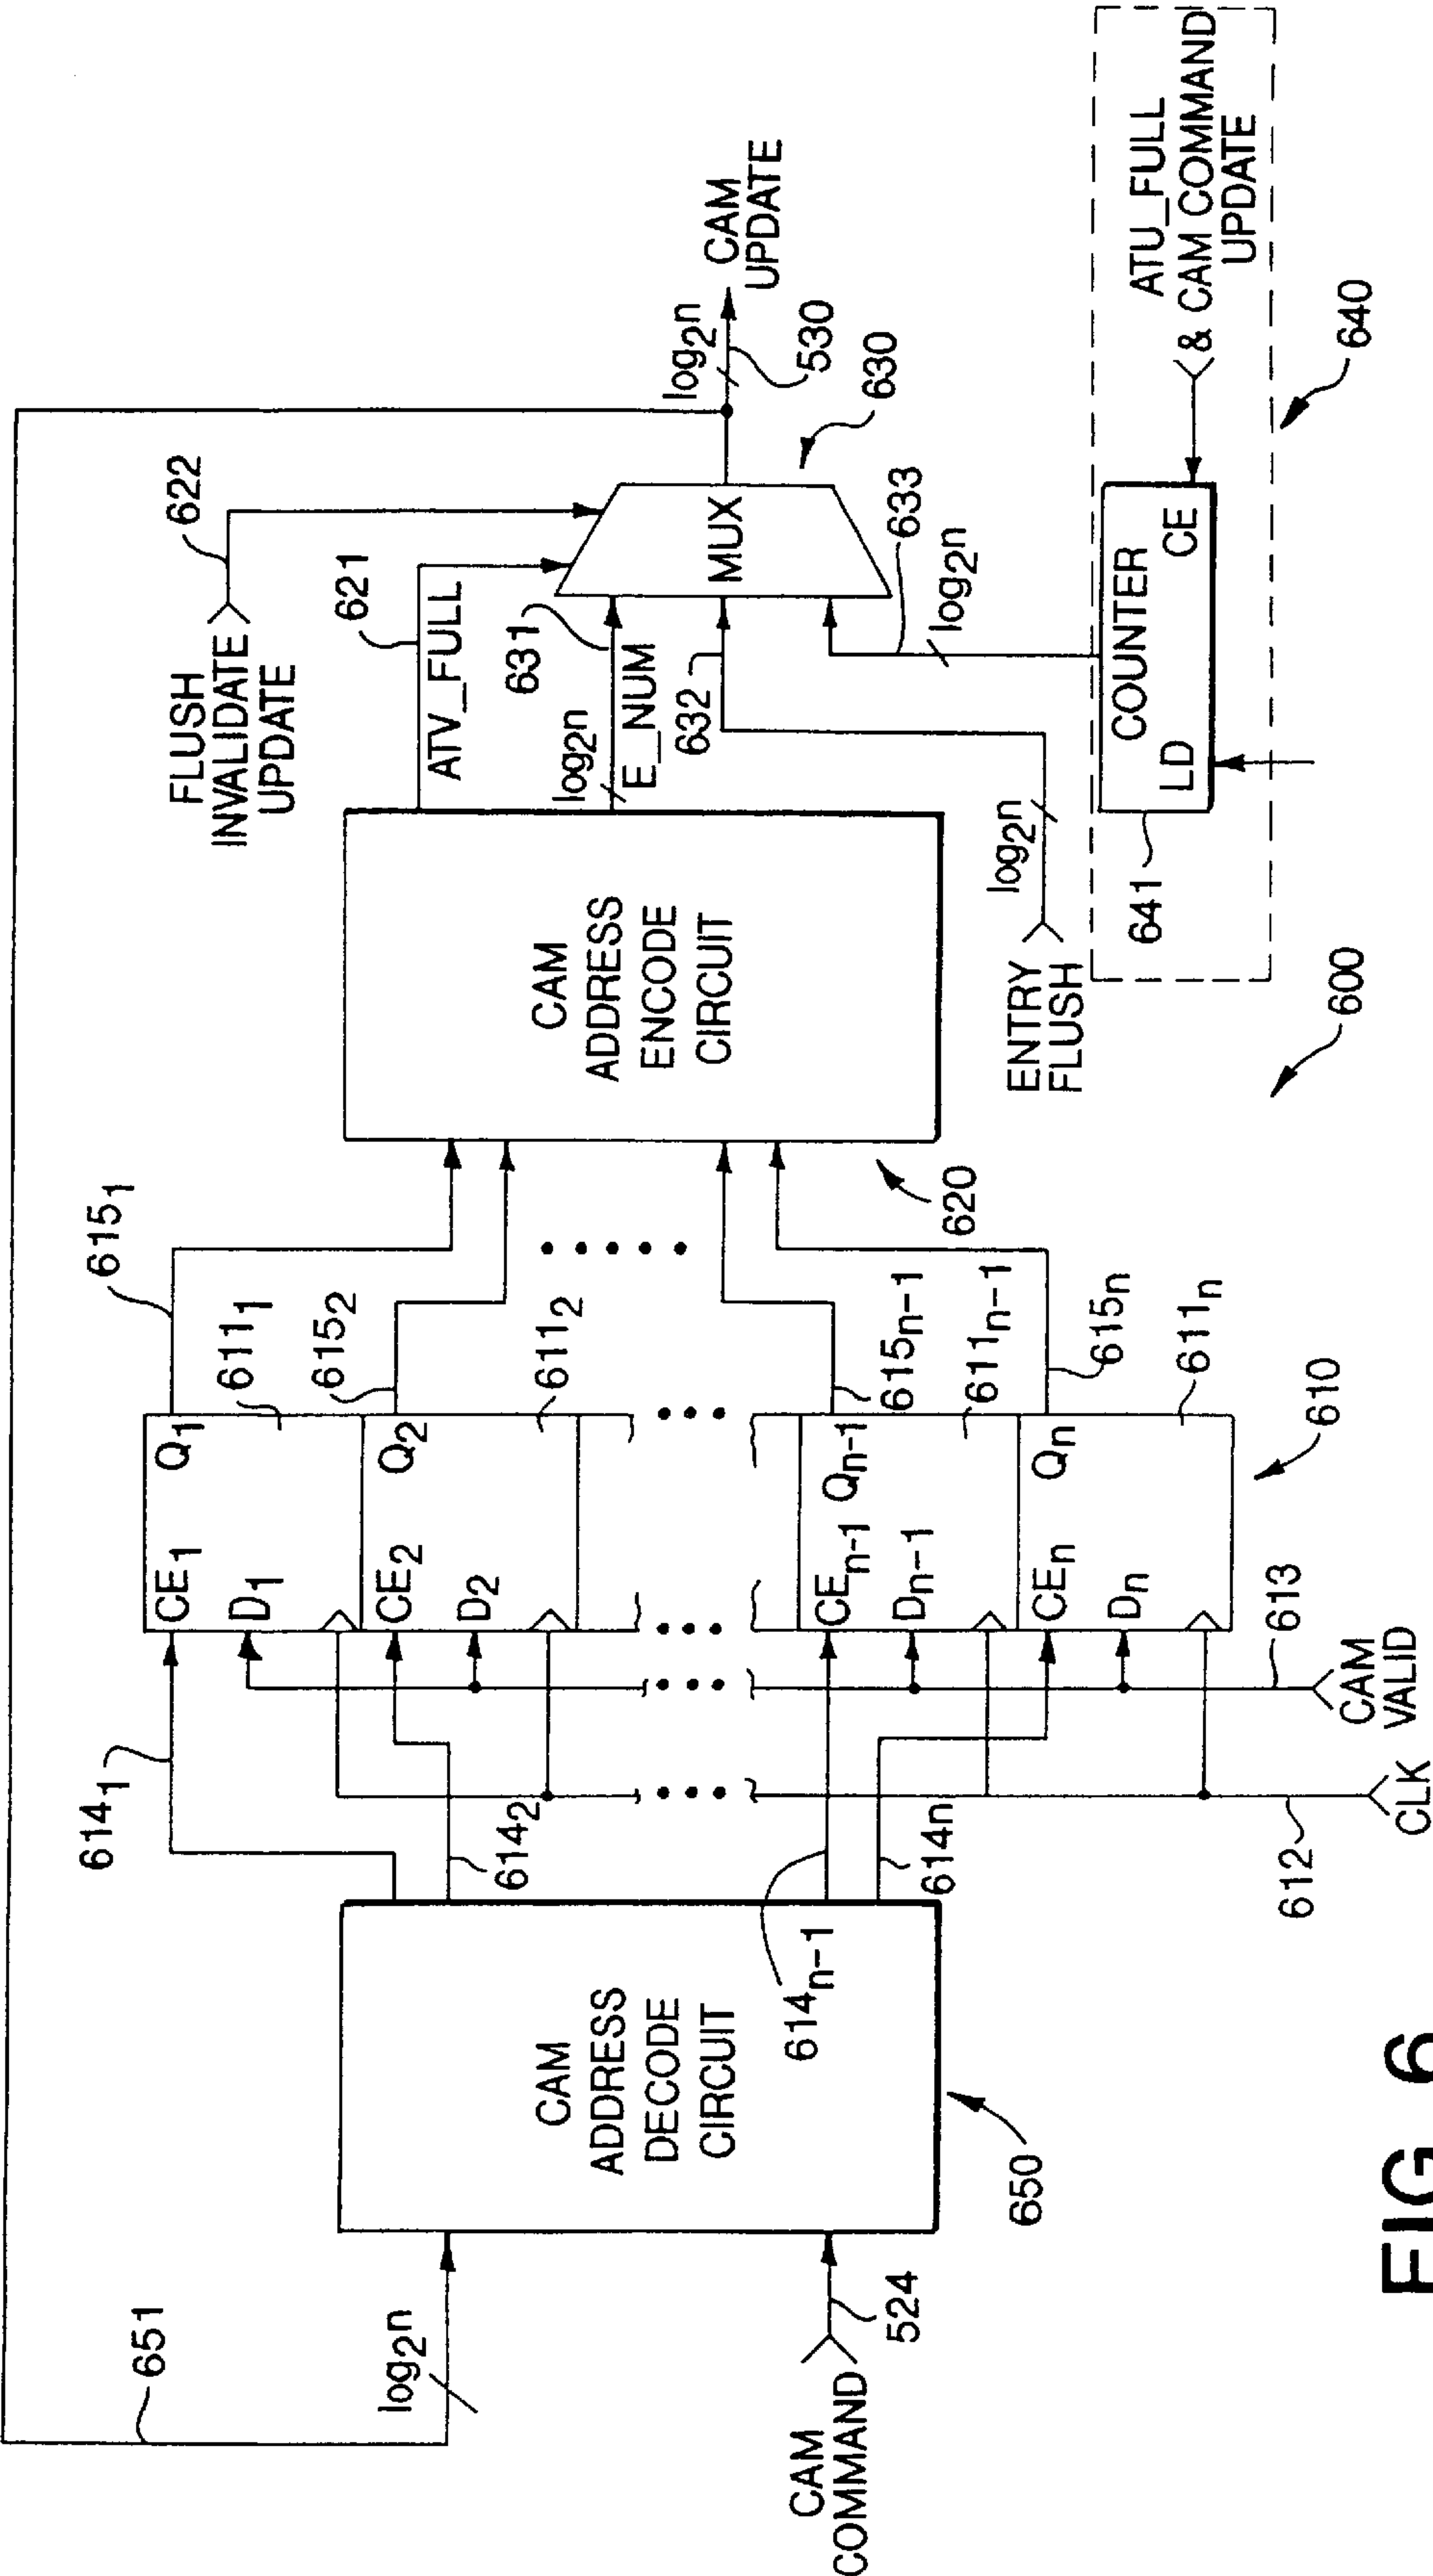 651
log2n
CAM
COMMAND
524
CAM
ADDRESS
DECODE
CIRCUIT
650
6141
6142
614n-1
614n
CE1
D1
Q1
CE2
D2
Q2
CEn-1
Dn-1
Qn-1
CEn
Dn
Qn
612
CLK
613
CAM
VALID
610
6111
6112
611n-1
611n
6151
6152
615n-1
615n
CAM
ADDRESS
ENCODE
CIRCUIT
620
FLUSH
INVALIDATE
UPDATE
622
621
ATV_FULL
631
log2n
E_NUM
632
MUX
630
633
log2n
log2n
530
CAM
UPDATE
ENTRY
FLUSH
log2n
COUNTER
LD
CE
641
ATU_FULL
& CAM COMMAND
UPDATE
640
600
FIG. 6